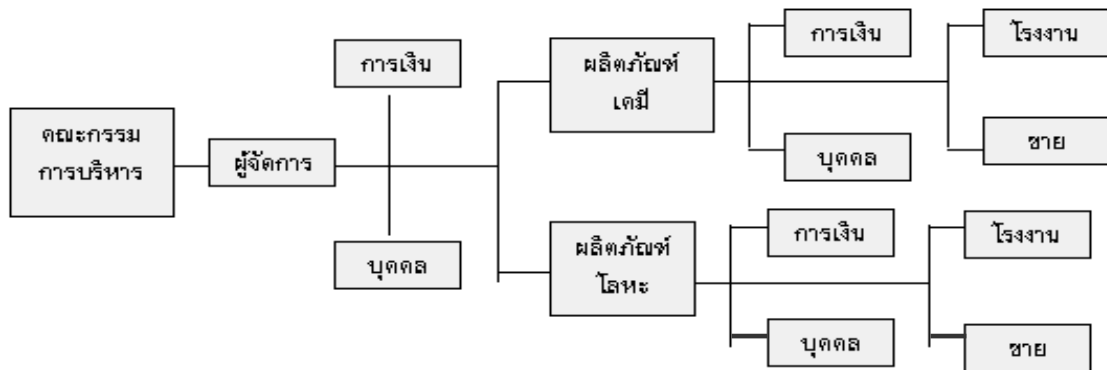 คณะกรรม
การบริหาร
ผู้จัดการ
การเงิน
บุคคล
ผลิตภัณฑ์
เคมี
การเงิน
บุคคล
โรงงาน
ขาย
ผลิตภัณฑ์
โลหะ
การเงิน
บุคคล
โรงงาน
ขาย